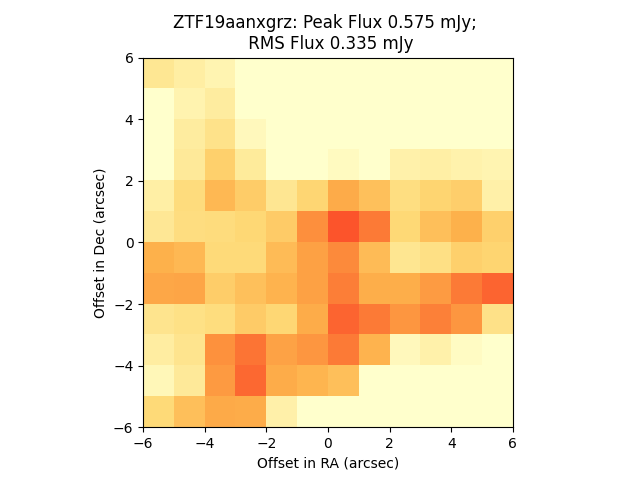 ZTF19aanxgrz: Peak Flux 0.575 mJy;
RMS Flux 0.335 mJy
6
4
2
0
−2
−4
−6
Offset in Dec (arcsec)
−6 −4 −2 0 2 4 6
Offset in RA (arcsec)